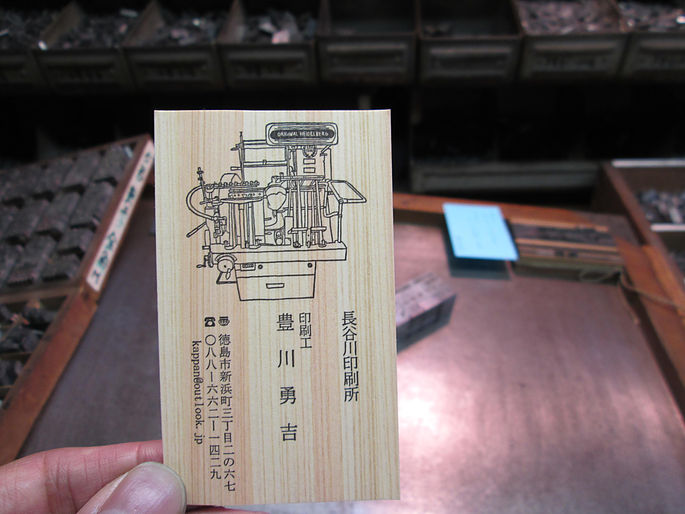 ORIGINAL HEIDELBERG
長谷川印刷所
印刷工
豊川勇吉
〠 徳島市新浜町三丁目二の六七
☎ 〇八八ー六六二ー一四二九
kappan@outlook.jp